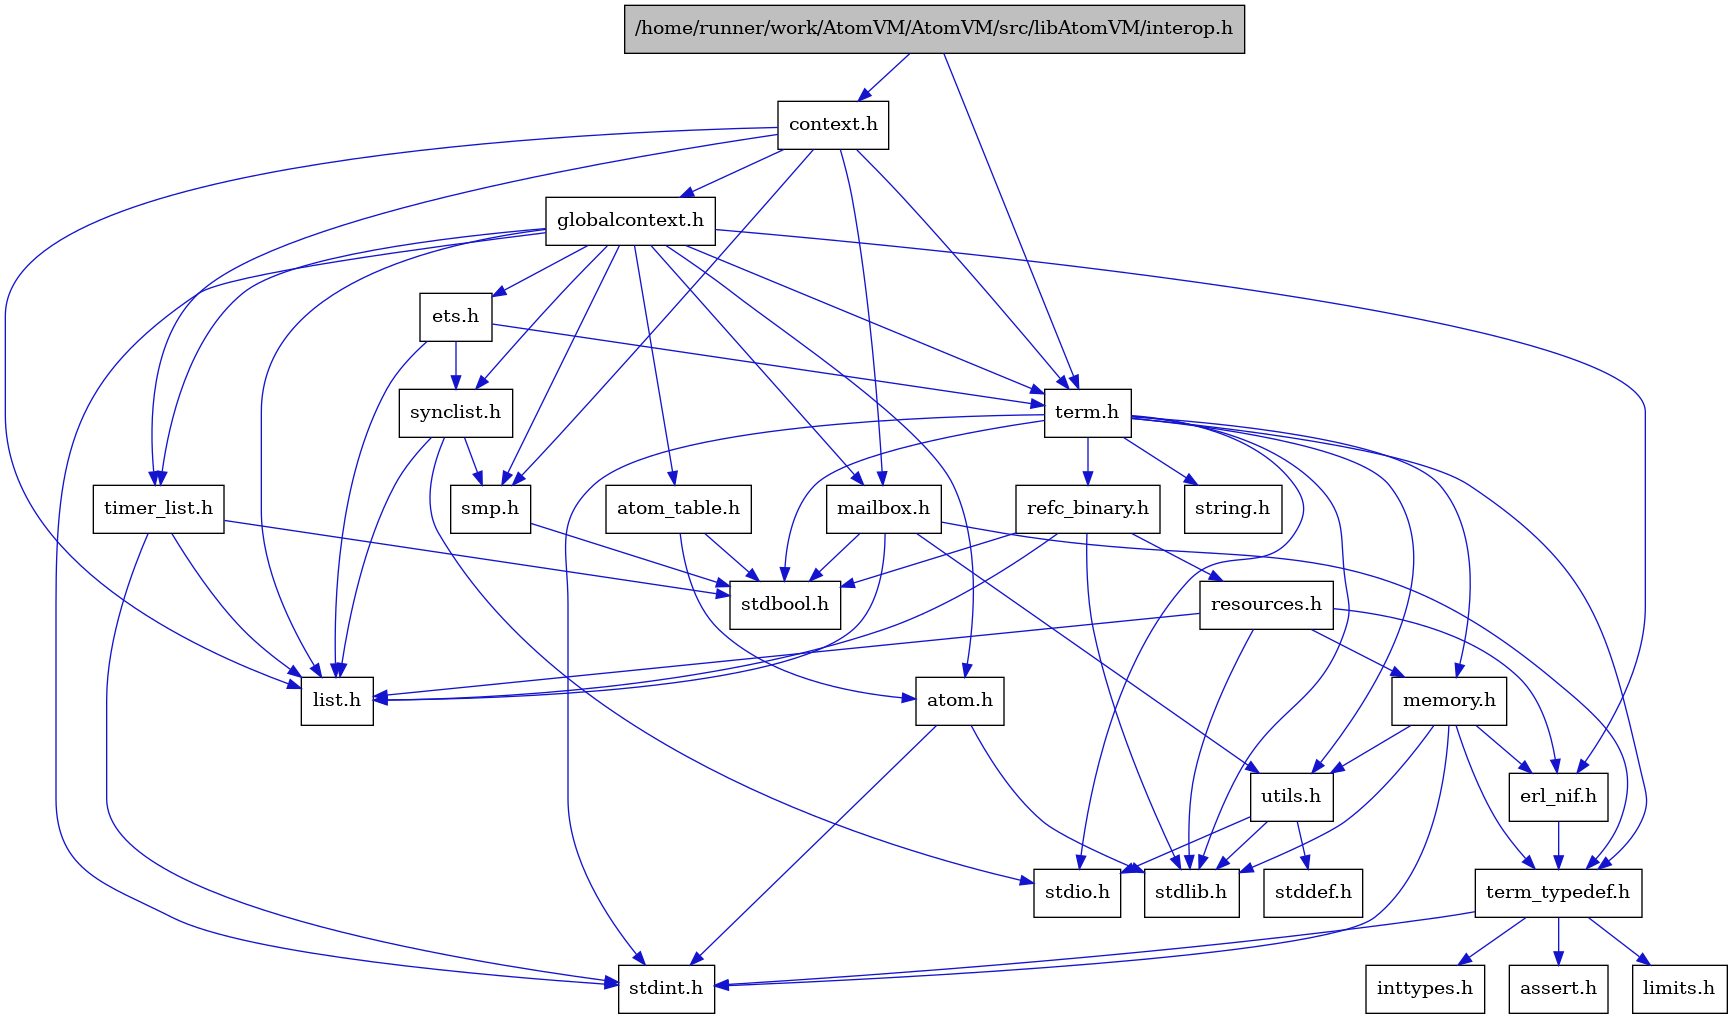 /home/runner/work/AtomVM/AtomVM/src/libAtomVM/interop.h
context.h
globalcontext.h
ets.h
synclist.h
term.h
timer_list.h
smp.h
atom_table.h
mailbox.h
refc_binary.h
string.h
stdbool.h
resources.h
list.h
atom.h
memory.h
utils.h
erl_nif.h
stdio.h
stdlib.h
stddef.h
term_typedef.h
stdint.h
inttypes.h
assert.h
limits.h